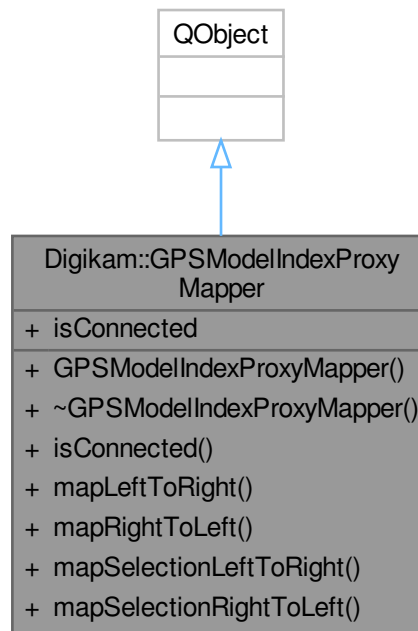 QObject
Digikam::GPSModelIndexProxy
Mapper
+ isConnected
+ GPSModelIndexProxyMapper()
+ ~GPSModelIndexProxyMapper()
+ isConnected()
+ mapLeftToRight()
+ mapRightToLeft()
+ mapSelectionLeftToRight()
+ mapSelectionRightToLeft()